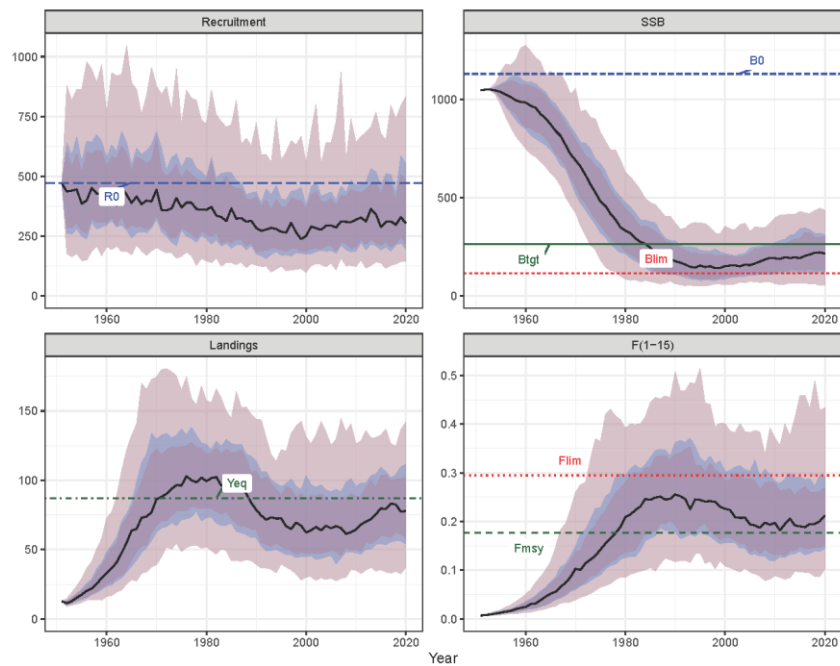 Recruitment
SSB
1000
750
500
250
0
R0
1960
1980
2000
2020
1000
500
0
B0
Btgt
Blim
1960
1980
2000
2020
Landings
F(1−15)
150
100
50
0
Yeq
1960
1980
2000
2020
0.5
0.4
0.3
0.2
0.1
0.0
Flim
Fmsy
1960
1980
2000
2020
Year